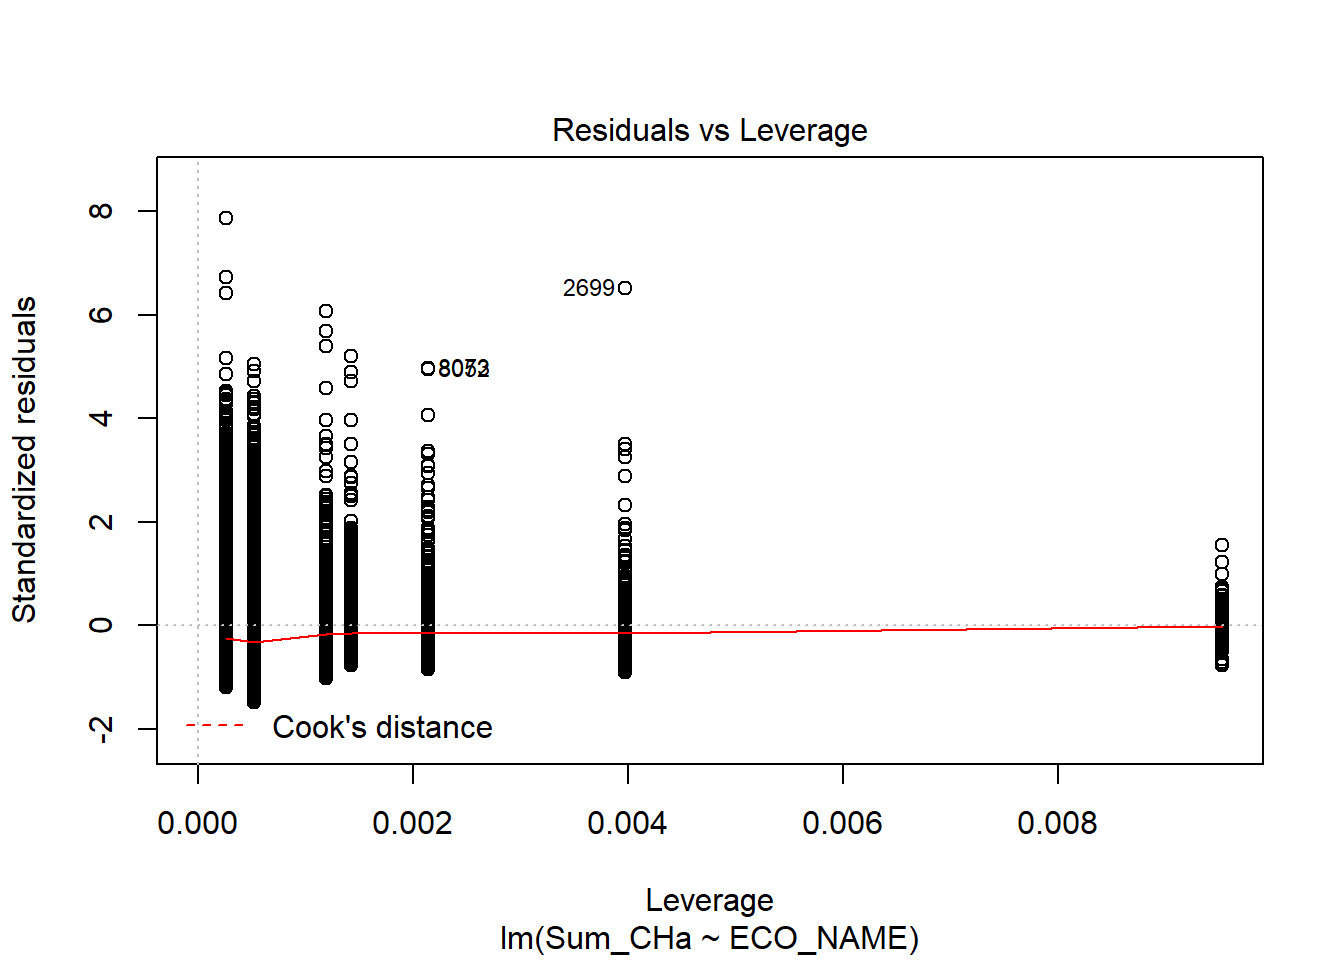 Residuals vs Leverage
Standardized residuals
8
6
4
2
0
-2
2699
Cook's distance
0.000 0.002 0.004 0.006 0.008
Leverage
lm(Sum_CHa ~ ECO_NAME)